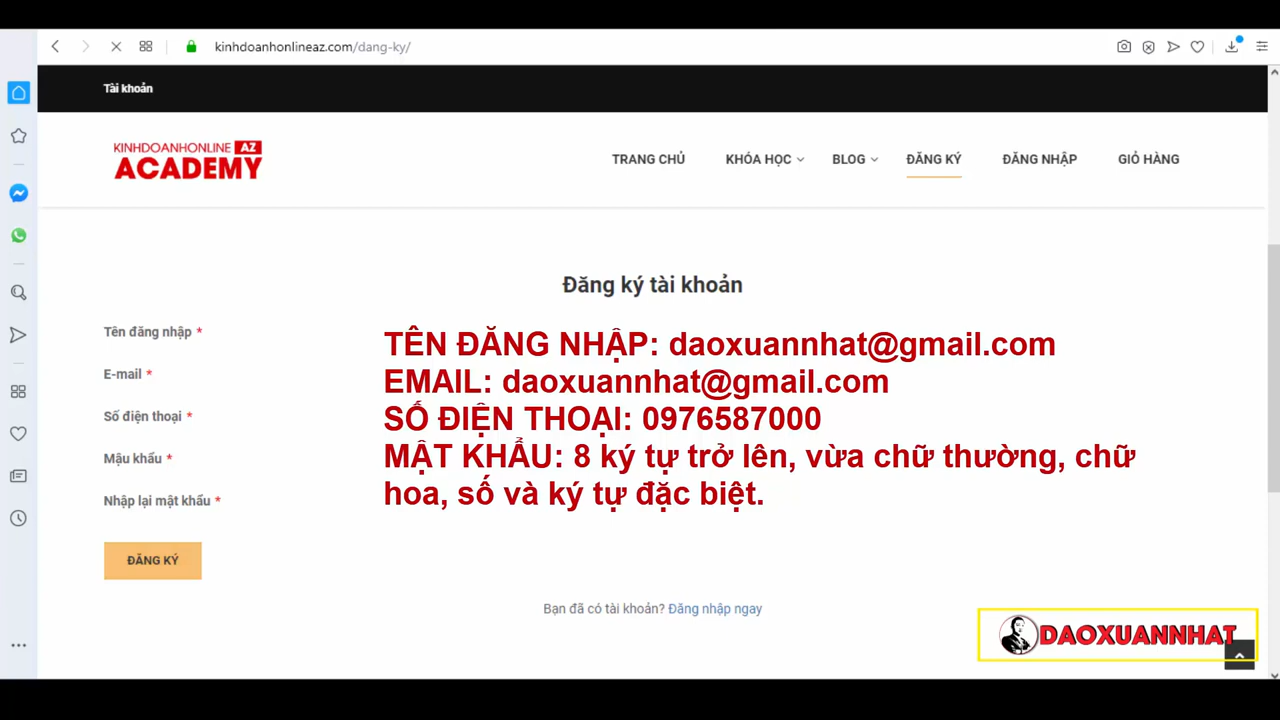 kinhdoanhonlineaz.com/dang-ky/
Tài khoản
KINHDOANHONLINE AZ
ACADEMY
TRANG CHỦ KHÓA HỌC BLOG ĐĂNG KÝ ĐĂNG NHẬP GIỎ HÀNG
Đăng ký tài khoản
Tên đăng nhập *
E-mail *
Số điện thoại *
Mậu khẩu *
Nhập lại mật khẩu *
TÊN ĐĂNG NHẬP: daoxuannhat@gmail.com
EMAIL: daoxuannhat@gmail.com
SỐ ĐIỆN THOẠI: 0976587000
MẬT KHẨU: 8 ký tự trở lên, vừa chữ thường, chữ
hoa, số và ký tự đặc biệt.
ĐĂNG KÝ
Bạn đã có tài khoản? Đăng nhập ngay
DAOXUANNHAT